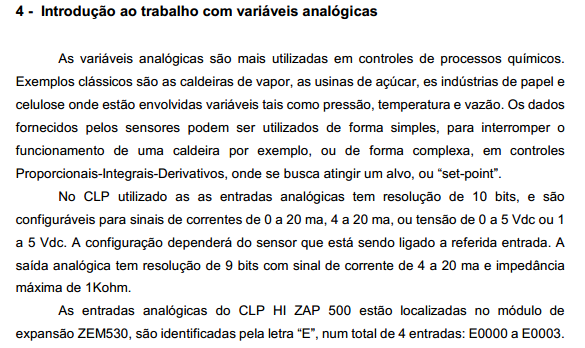 4 - Introdução ao trabalho com variáveis analógicas
As variáveis analógicas são mais utilizadas em controles de processos químicos.
Exemplos clássicos são as caldeiras de vapor, as usinas de açúcar, es indústrias de papel e
celulose onde estão envolvidas variáveis tais como pressão, temperatura e vazão. Os dados
fornecidos pelos sensores podem ser utilizados de forma simples, para interromper o
funcionamento de uma caldeira por exemplo, ou de forma complexa, em controles
Proporcionais-Integrais-Derivativos, onde se busca atingir um alvo, ou “set-point”.
No CLP utilizado as as entradas analógicas tem resolução de 10 bits, e são
configuráveis para sinais de correntes de 0 a 20 ma, 4 a 20 ma, ou tensão de 0 a 5 Vdc ou 1
a 5 Vdc. A configuração dependerá do sensor que está sendo ligado a referida entrada. A
saída analógica tem resolução de 9 bits com sinal de corrente de 4 a 20 ma e impedância
máxima de 1Kohm.
As entradas analógicas do CLP HI ZAP 500 estão localizadas no módulo de
expansão ZEM530, são identificadas pela letra “E”, num total de 4 entradas: E0000 a E0003.